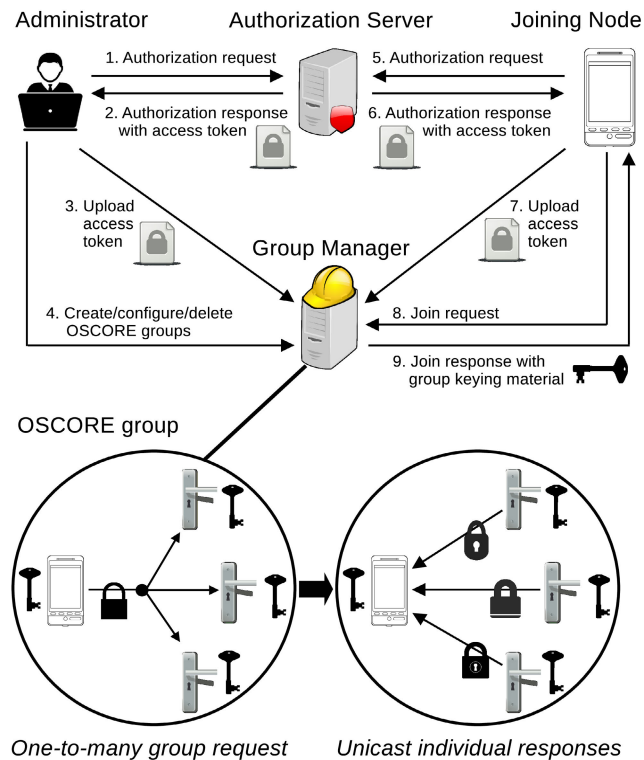 Administrator
Authorization Server
Joining Node
1. Authorization request
5. Authorization request
2. Authorization response
with access token
6. Authorization response
with access token
3. Upload
access
token
7. Upload
access
token
Group Manager
4. Create/configure/delete
OSCORE groups
8. Join request
9. Join response with
group keying material
OSCORE group
One-to-many group request
Unicast individual responses